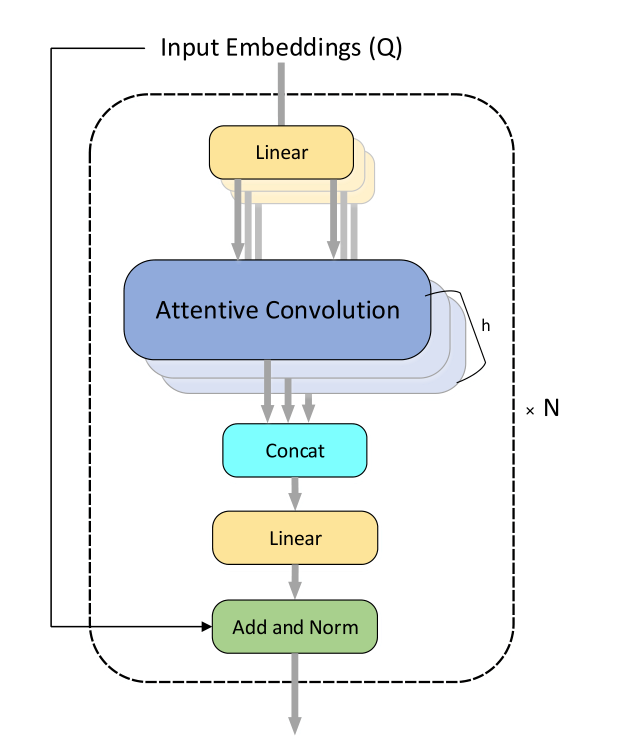 Input Embeddings (Q)
Linear
Attentive Convolution
h
× N
Concat
Linear
Add and Norm